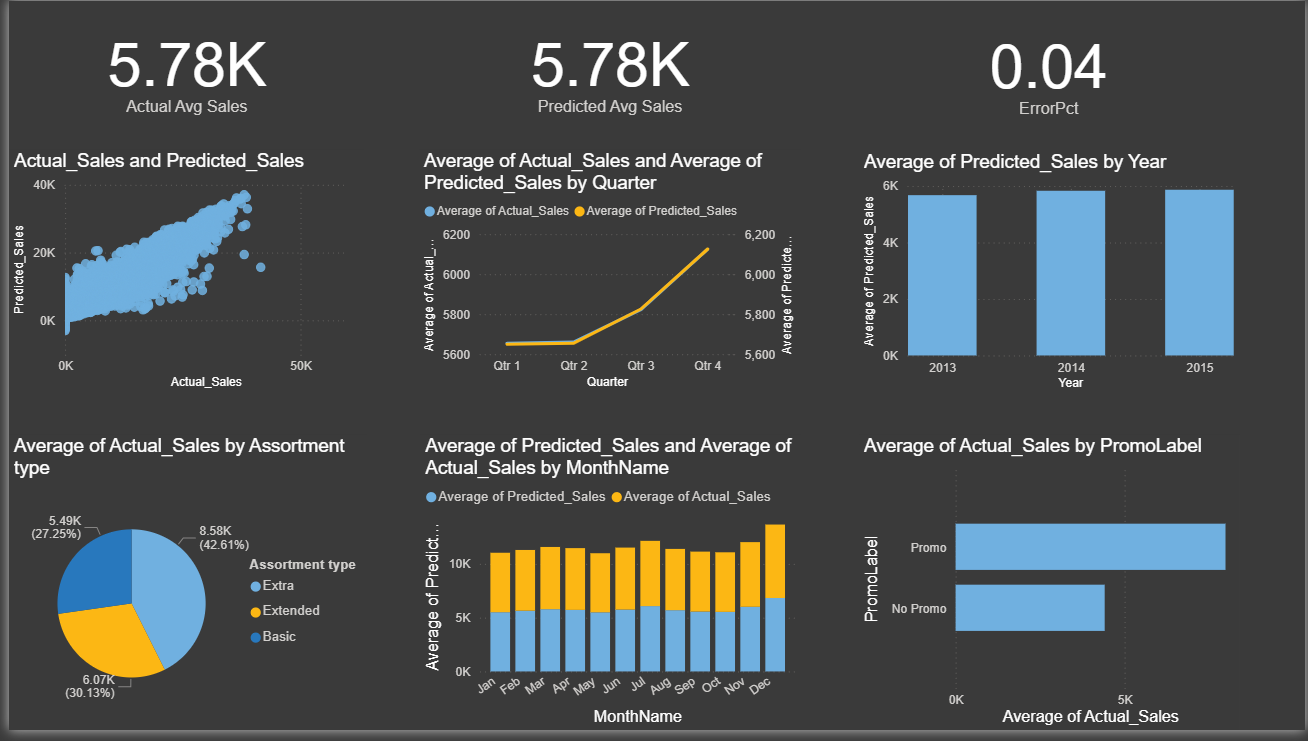 5.78K
Actual Avg Sales
5.78K
Predicted Avg Sales
0.04
ErrorPct
Actual_Sales and Predicted_Sales
40K
20K
0K
Predicted_Sales
0K
50K
Actual_Sales
Average of Actual_Sales and Average of
Predicted_Sales by Quarter
Average of Actual_Sales
Average of Predicted_Sales
6200
6000
5800
5600
Average of Actual_...
6,200
6,000
5,800
5,600
Average of Predicte...
Qtr 1
Qtr 2
Qtr 3
Qtr 4
Quarter
Average of Predicted_Sales by Year
6K
4K
2K
0K
Average of Predicted_Sales
2013
2014
2015
Year
Average of Actual_Sales by Assortment
type
5.49K
(27.25%)
8.58K
(42.61%)
6.07K
(30.13%)
Assortment type
Extra
Extended
Basic
Average of Predicted_Sales and Average of
Actual_Sales by MonthName
Average of Predicted_Sales
Average of Actual_Sales
10K
5K
0K
Average of Predict...
Jan
Feb
Mar
Apr
May
Jun
Jul
Aug
Sep
Oct
Nov
Dec
MonthName
Average of Actual_Sales by PromoLabel
PromoLabel
Promo
No Promo
0K
5K
Average of Actual_Sales